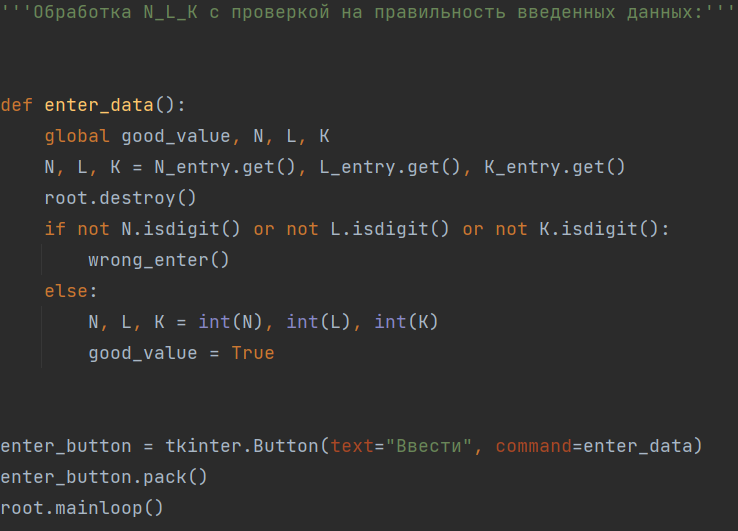 '''Обработка N_L_K с проверкой на правильность введенных данных:'''
def enter_data():
    global good_value, N, L, K
    N, L, K = N_entry.get(), L_entry.get(), K_entry.get()
    root.destroy()
    if not N.isdigit() or not L.isdigit() or not K.isdigit():
        wrong_enter()
    else:
        N, L, K = int(N), int(L), int(K)
        good_value = True
enter_button = tkinter.Button(text="Ввести", command=enter_data)
enter_button.pack()
root.mainloop()